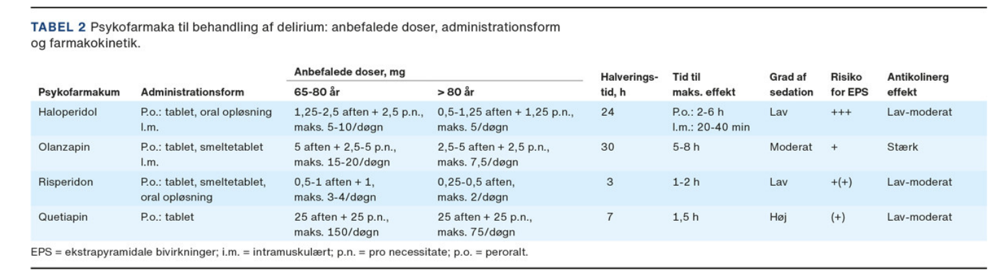 TABEL 2 Psykofarmaka til behandling af delirium: anbefalede doser, administrationsform
og farmakokinetik.
Anbefalede doser, mg
Psykofarmakum Administrationsform 65-80 år > 80 år Halverings- Tid til Grad af Risiko Antikolinerg
tid, h maks. effekt sedation for EPS effekt
Haloperidol P.o.: tablet, oral opløsning 1,25-2,5 aften + 2,5 p.n., 0,5-1,25 aften + 1,25 p.n., 24 P.o.: 2-6 h Lav +++ Lav-moderat
I.m. maks. 5-10/døgn maks. 5/døgn I.m.: 20-40 min
Olanzapin P.o.: tablet, smeltetablet 5 aften + 2,5-5 p.n., 2,5-5 aften + 2,5 p.n., 30 5-8 h Moderat + Stærk
I.m. maks. 15-20/døgn maks. 7,5/døgn
Risperidon P.o.: tablet, smeltetablet, 0,5-1 aften + 1, 0,25-0,5 aften, 3 1-2 h Lav +(+) Lav-moderat
oral opløsning maks. 3-4/døgn maks. 2/døgn
Quetiapin P.o.: tablet 25 aften + 25 p.n., 25 aften + 25 p.n., 7 1,5 h Høj (+) Lav-moderat
maks. 150/døgn maks. 75/døgn
EPS = ekstrapyramidale bivirkninger; i.m. = intramuskulært; p.n. = pro necessitate; p.o. = peroralt.